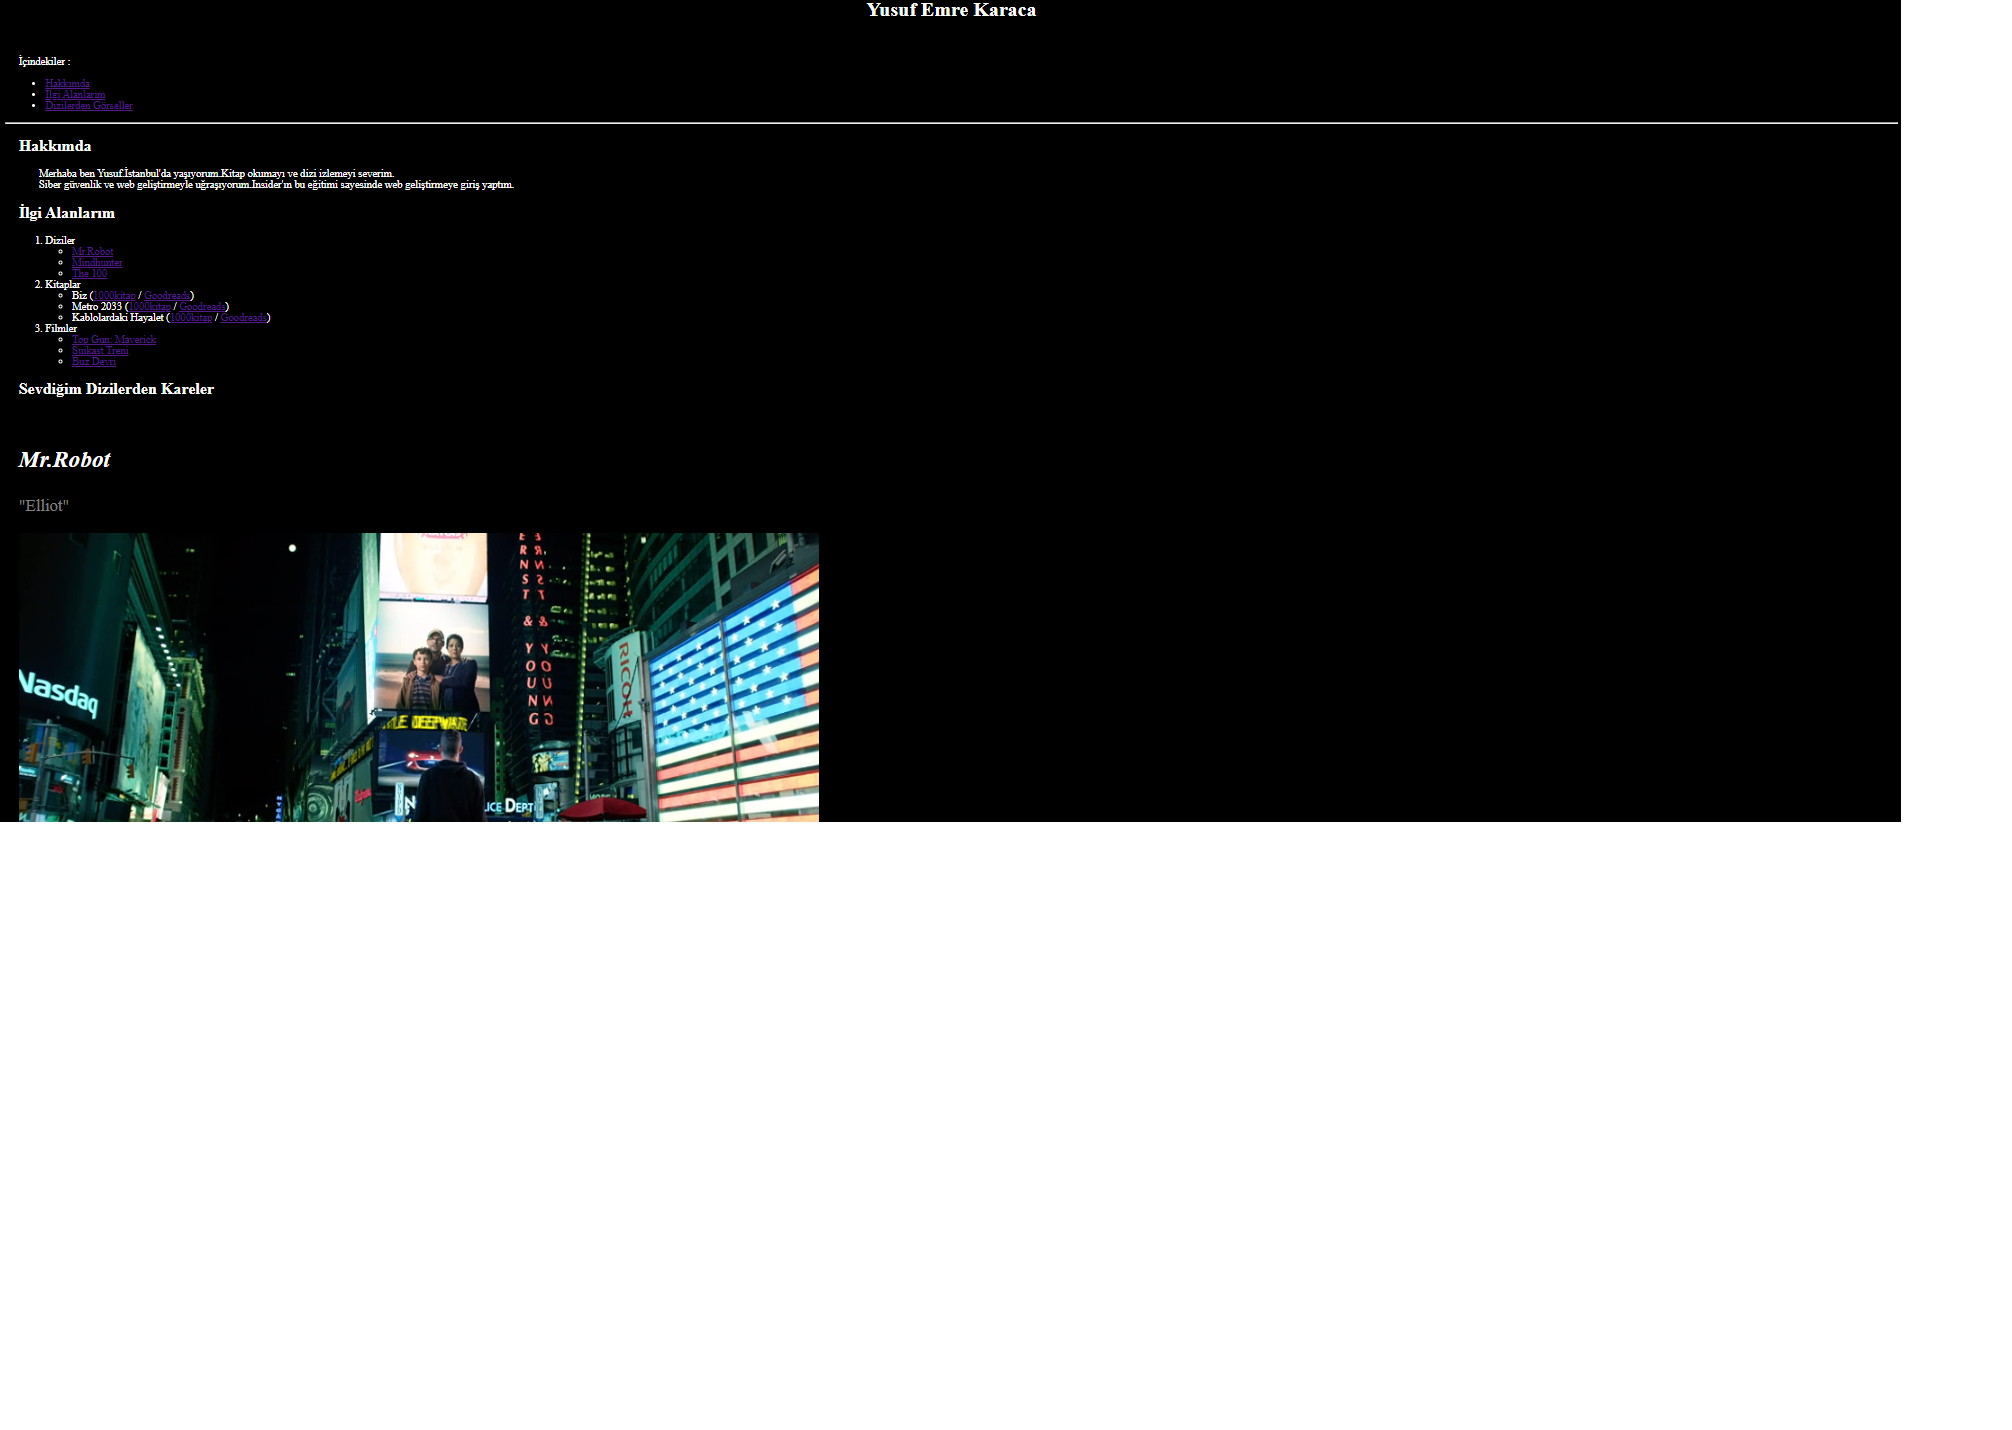 Yusuf Emre Karaca
İçindekiler :
Hakkımda
İlgi Alanlarım
Dizilerden Görseller
Hakkımda
Merhaba ben Yusuf.İstanbul'da yaşıyorum.Kitap okumayı ve dizi izlemeyi severim.
Siber güvenlik ve web geliştirmeyle uğraşıyorum.Insider'ın bu eğitimi sayesinde web geliştirmeye giriş yaptım.
İlgi Alanlarım
1. Diziler
Mr.Robot
Mindhunter
The 100
2. Kitaplar
Biz (1000kitap / Goodreads)
Metro 2033 (1000kitap / Goodreads)
Kablolardaki Hayalet (1000kitap / Goodreads)
3. Filmler
Top Gun: Maverick
Suikast Treni
Buz Devri
Sevdiğim Dizilerden Kareler
Mr.Robot
"Elliot"
ERNST & YOUNG
RICOH
Nasdaq
DEEPWATE
LICE DEPT